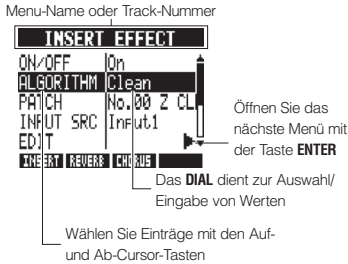 Menu-Name oder Track-Nummer
INSERT EFFECT
ON/OFF On
ALGORITHM Clean
PATCH No.00 Z CL
INPUT SRC Input1
EDIT
INSERT REVERB CHORUS
Öffnen Sie das
nächste Menü mit
der Taste ENTER
Das DIAL dient zur Auswahl/
Eingabe von Werten
Wählen Sie Einträge mit den Auf-
und Ab-Cursor-Tasten